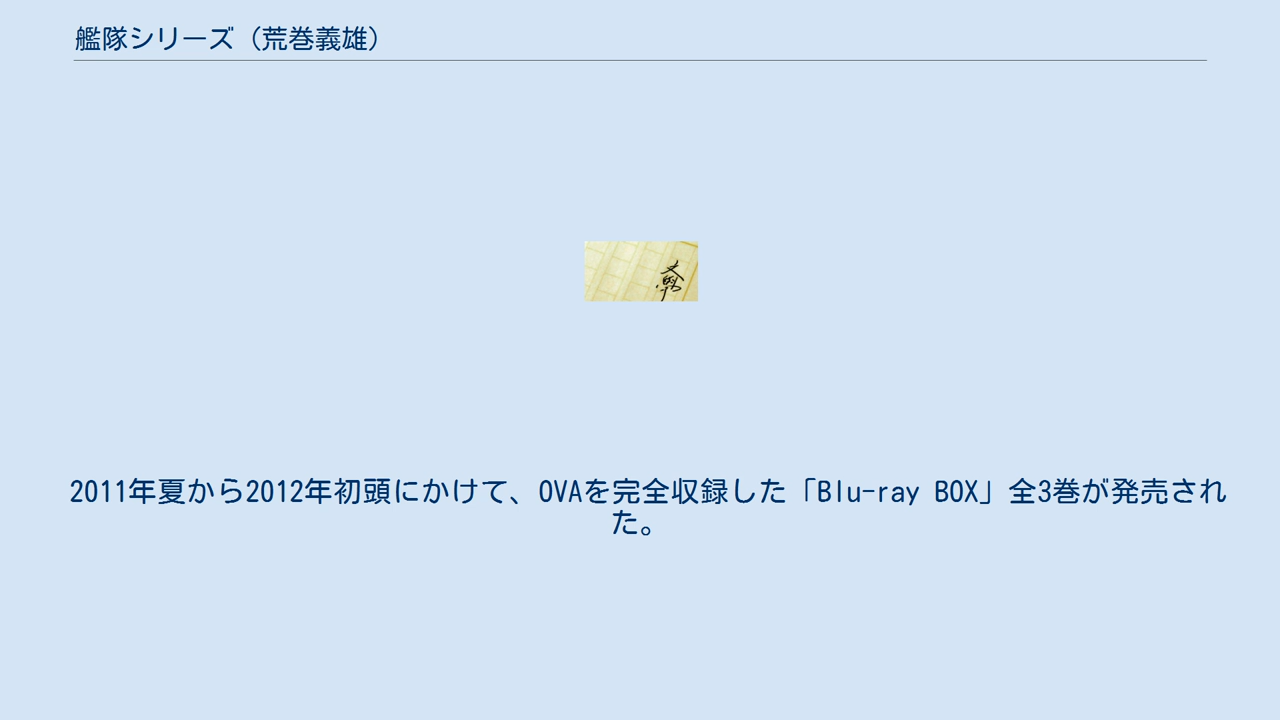 艦隊シリーズ（荒巻義雄）
2011年夏から2012年初頭にかけて、OVAを完全収録した「Blu-ray BOX」全3巻が発売され
た。